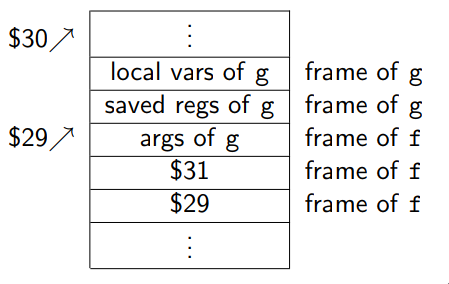 $30 ⋮
local vars of g frame of g
saved regs of g frame of g
$29 args of g frame of f
$31 frame of f
$29 frame of f
⋮